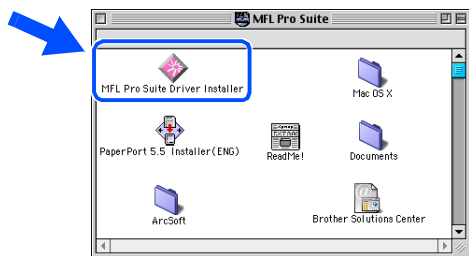 MFL Pro Suite
MFL Pro Suite Driver Installer
Mac OS X
PaperPort 5.5 Installer(ENG)
ReadMe!
Documents
ArcSoft
Brother Solutions Center